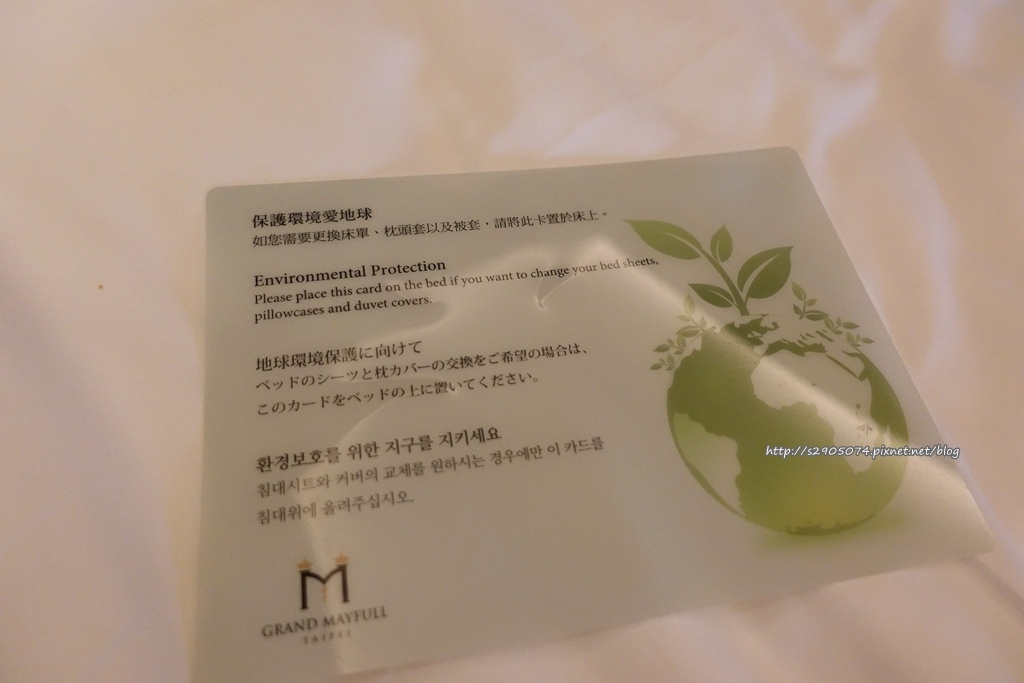 保護環境愛地球
如您需要更換床單、枕頭套以及被套,請將此卡置於床上。
Environmental Protection
Please place this card on the bed if you want to change your bed sheets,
pillowcases and duvet covers.
地球環境保護に向けて
ベッドのシーツと枕カバーの交換をご希望の場合は、
このカードをベッドの上に置いてください。
환경보호를 위한 지구를 지키세요
침대시트와 커버의 교체를 원하시는 경우에만 이 카드를
침대위에 올려주십시오.
M
GRAND MAYFULL
TAIPEI
http://s2905074.pixnet.net/blog